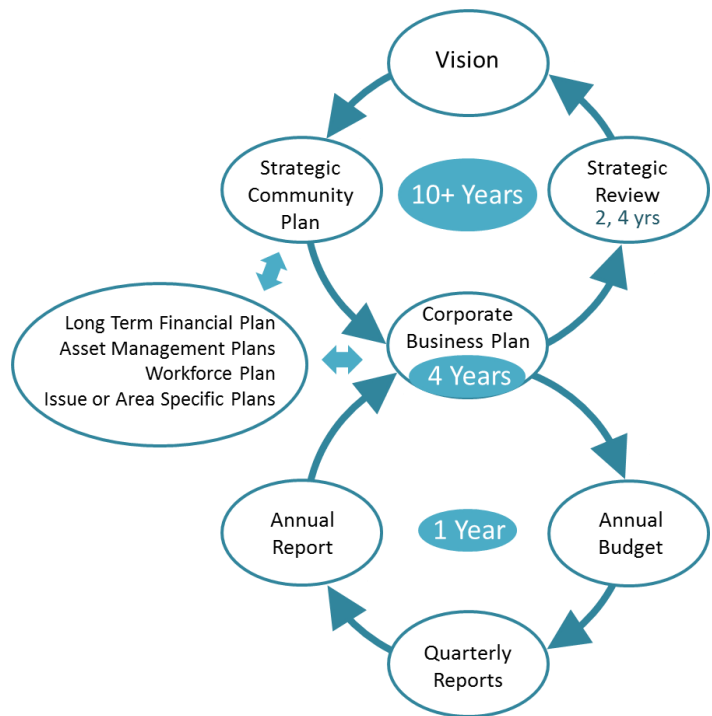 Vision
Strategic
Community
Plan
10+ Years
Strategic
Review
2, 4 yrs
Long Term Financial Plan
Asset Management Plans
Workforce Plan
Issue or Area Specific Plans
Corporate
Business Plan
4 Years
Annual
Report
1 Year
Annual
Budget
Quarterly
Reports